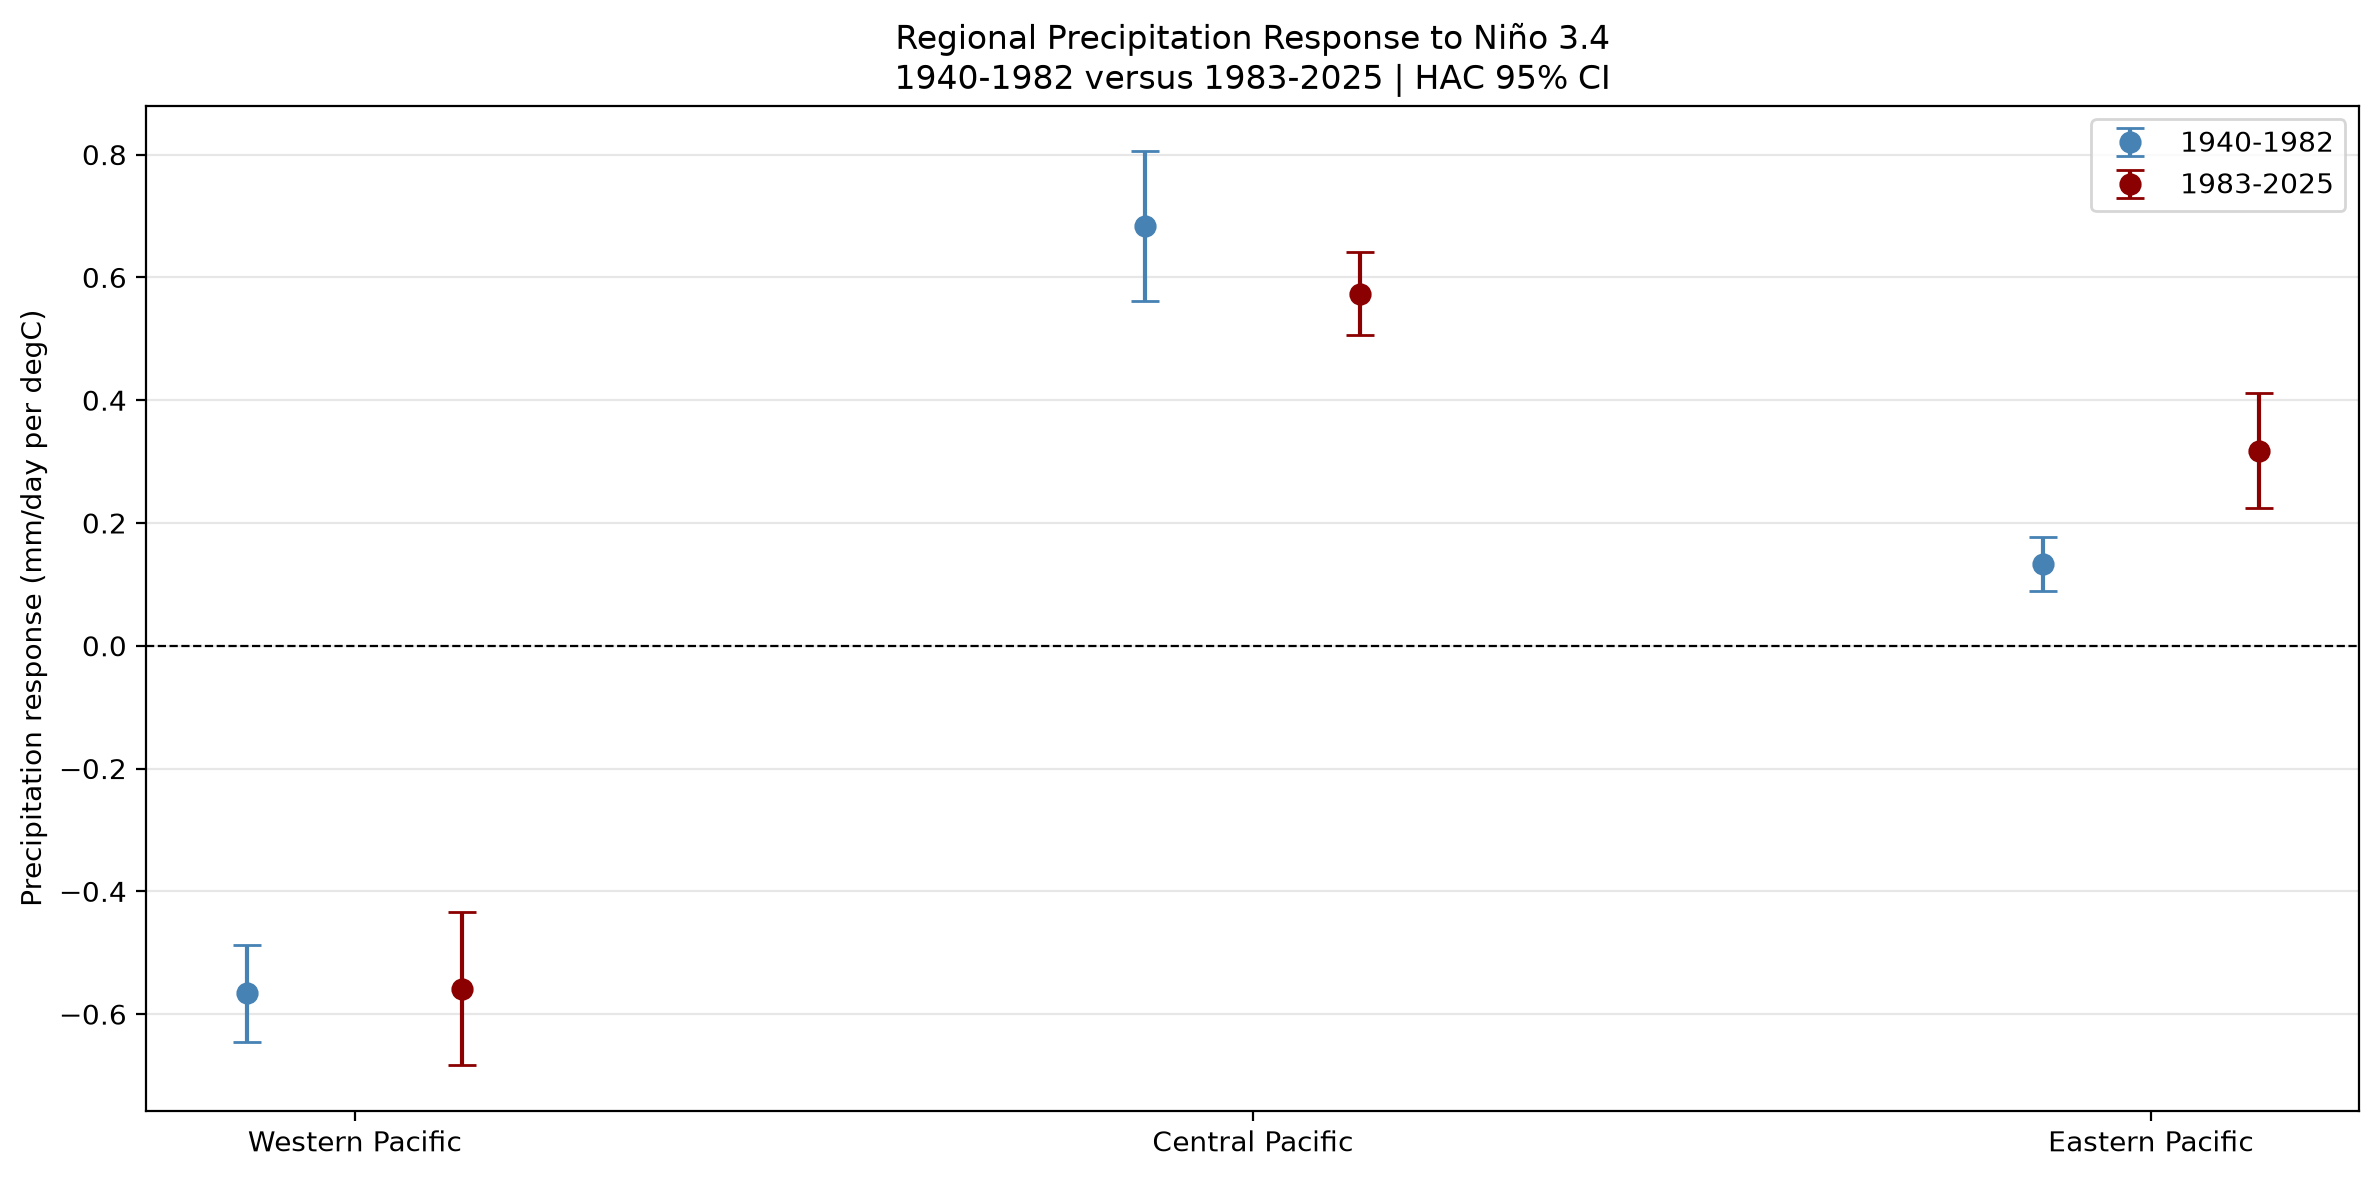 Regional Precipitation Response to Niño 3.4
1940-1982 versus 1983-2025 | HAC 95% CI
1940-1982
1983-2025
Precipitation response (mm/day per degC)
0.8
0.6
0.4
0.2
0.0
−0.2
−0.4
−0.6
Western Pacific
Central Pacific
Eastern Pacific